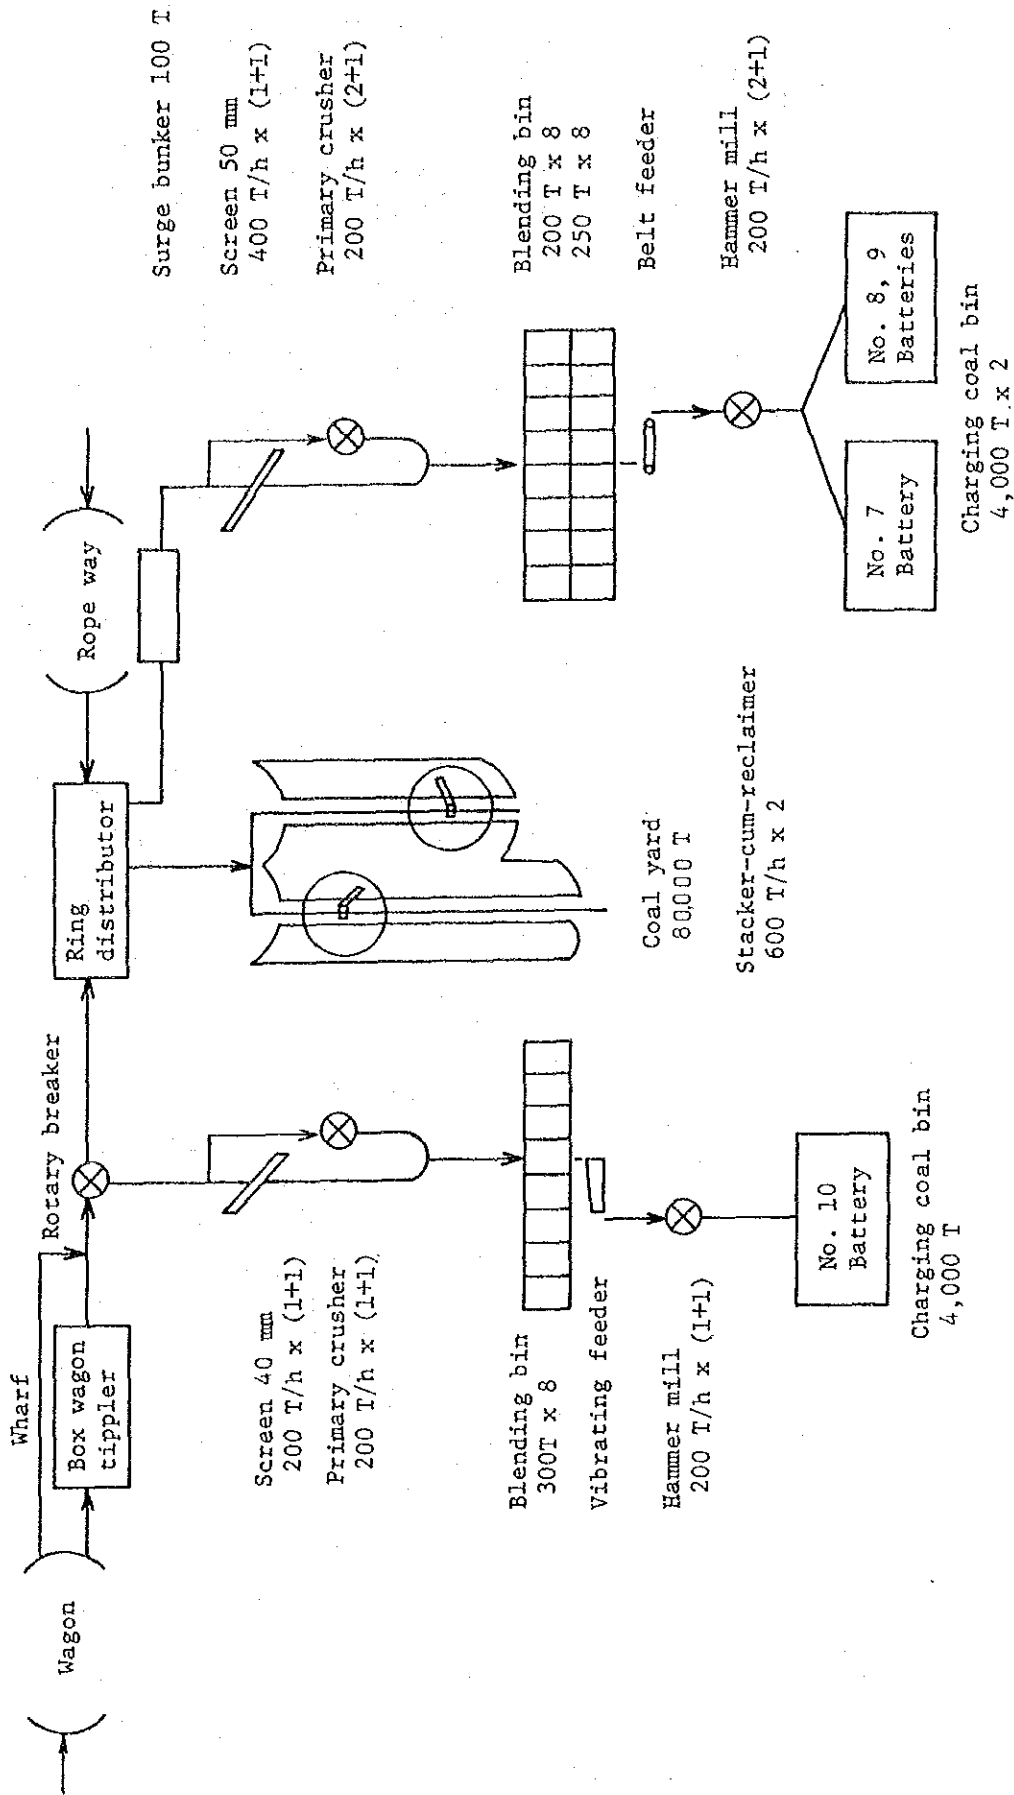 Wagon
Wharf
Box wagon
tippler
Rotary breaker
Ring
distributor
Rope way
Surge bunker 100 T
Screen 40 mm
200 T/h x (1+1)
Primary crusher
200 T/h x (1+1)
Blending bin
300T x 8
Vibrating feeder
Hammer mill
200 T/h x (1+1)
No. 10
Battery
Charging coal bin
4,000 T
Coal yard
80,000 T
Stacker-cum-reclaimer
600 T/h x 2
Screen 50 mm
400 T/h x (1+1)
Primary crusher
200 T/h x (2+1)
Blending bin
200 T x 8
250 T x 8
Belt feeder
Hammer mill
200 T/h x (2+1)
No. 7
Battery
No. 8, 9
Batteries
Charging coal bin
4,000 T x 2